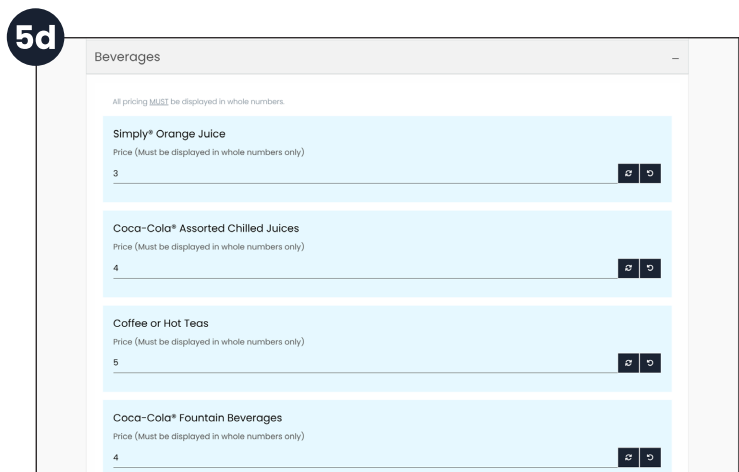 5d
Beverages
All pricing MUST be displayed in whole numbers.
Simply® Orange Juice
Price (Must be displayed in whole numbers only)
3
Coca-Cola® Assorted Chilled Juices
Price (Must be displayed in whole numbers only)
4
Coffee or Hot Teas
Price (Must be displayed in whole numbers only)
5
Coca-Cola® Fountain Beverages
Price (Must be displayed in whole numbers only)
4